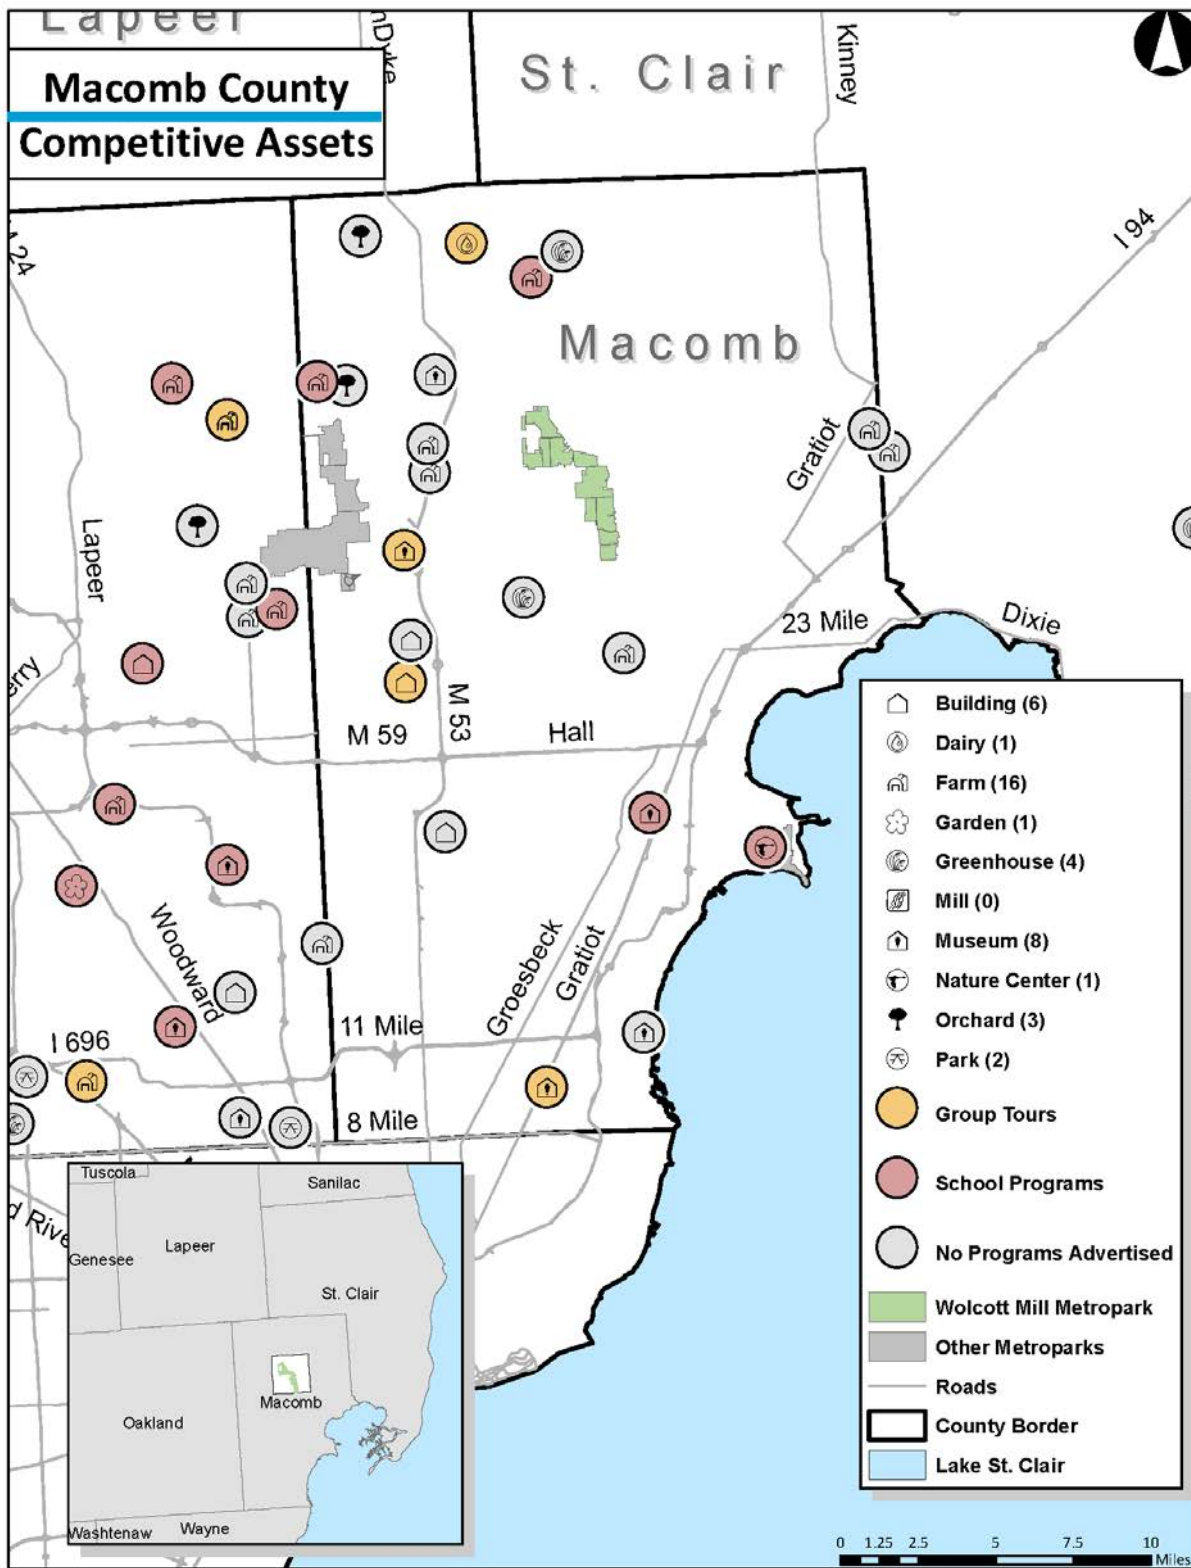 Lapeer
Macomb County
Competitive Assets
nDyke
St. Clair
Kinney
M 24
I 94
Macomb
Gratiot
Lapeer
23 Mile
Dixie
erry
M 53
M 59
Hall
Woodward
Groesbeck
Gratiot
11 Mile
I 696
8 Mile
d Rive
Building (6)
Dairy (1)
Farm (16)
Garden (1)
Greenhouse (4)
Mill (0)
Museum (8)
Nature Center (1)
Orchard (3)
Park (2)
Group Tours
School Programs
No Programs Advertised
Wolcott Mill Metropark
Other Metroparks
Roads
County Border
Lake St. Clair
Tuscola
Sanilac
Lapeer
Genesee
St. Clair
Macomb
Oakland
Washtenaw
Wayne
0 1.25 2.5 5 7.5 10
Miles